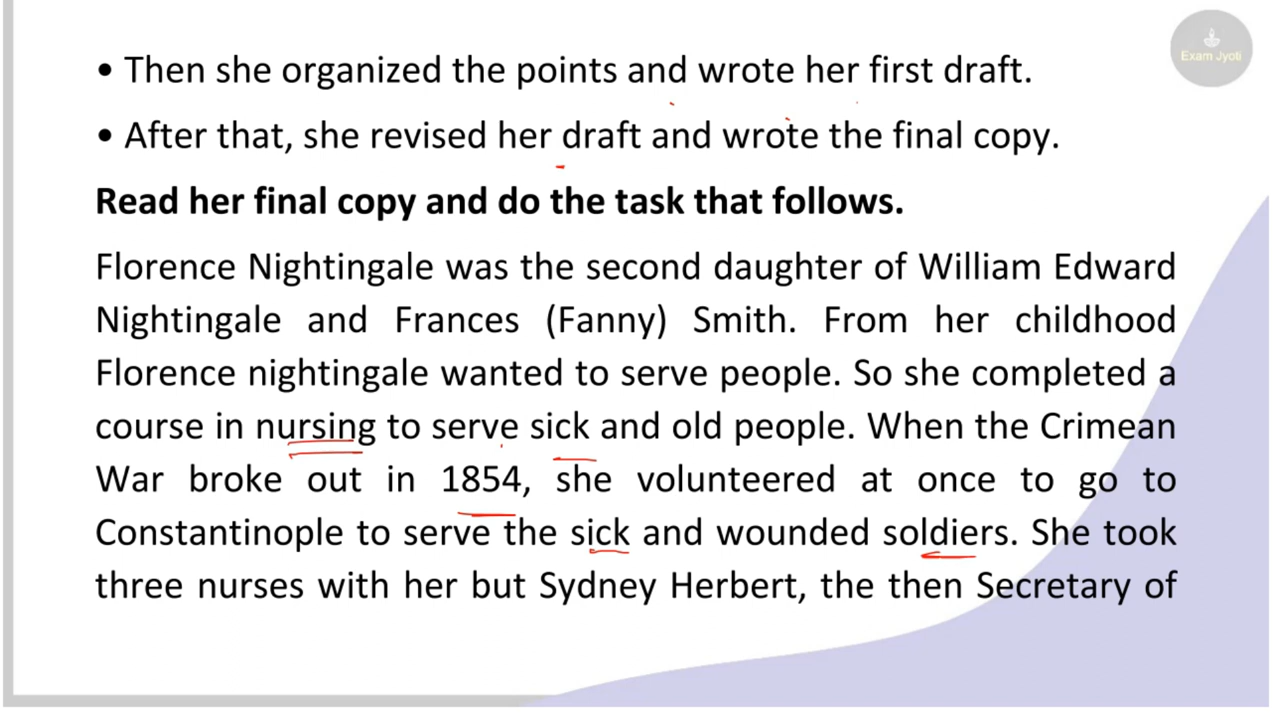 Exam Jyoti
• Then she organized the points and wrote her first draft.
• After that, she revised her draft and wrote the final copy.
Read her final copy and do the task that follows.
Florence Nightingale was the second daughter of William Edward
Nightingale and Frances (Fanny) Smith. From her childhood
Florence nightingale wanted to serve people. So she completed a
course in nursing to serve sick and old people. When the Crimean
War broke out in 1854, she volunteered at once to go to
Constantinople to serve the sick and wounded soldiers. She took
three nurses with her but Sydney Herbert, the then Secretary of